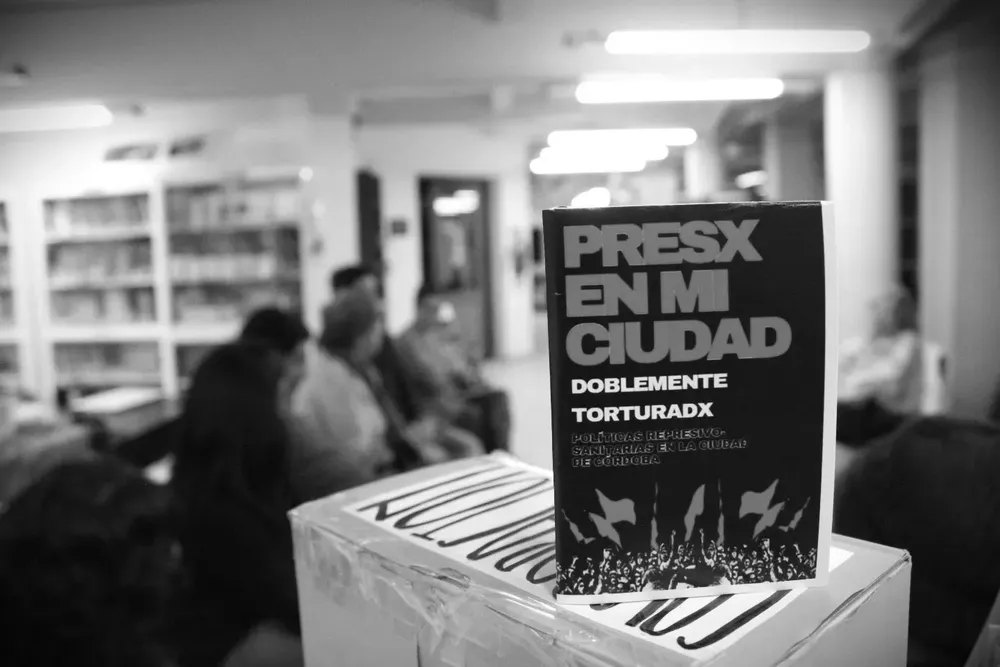 PRESX
EN MI
CIUDAD
DOBLEMENTE
TORTURADX
POLÍTICAS REPRESIVO-
SANITARIAS EN LA CIUDAD
DE CÓRDOBA